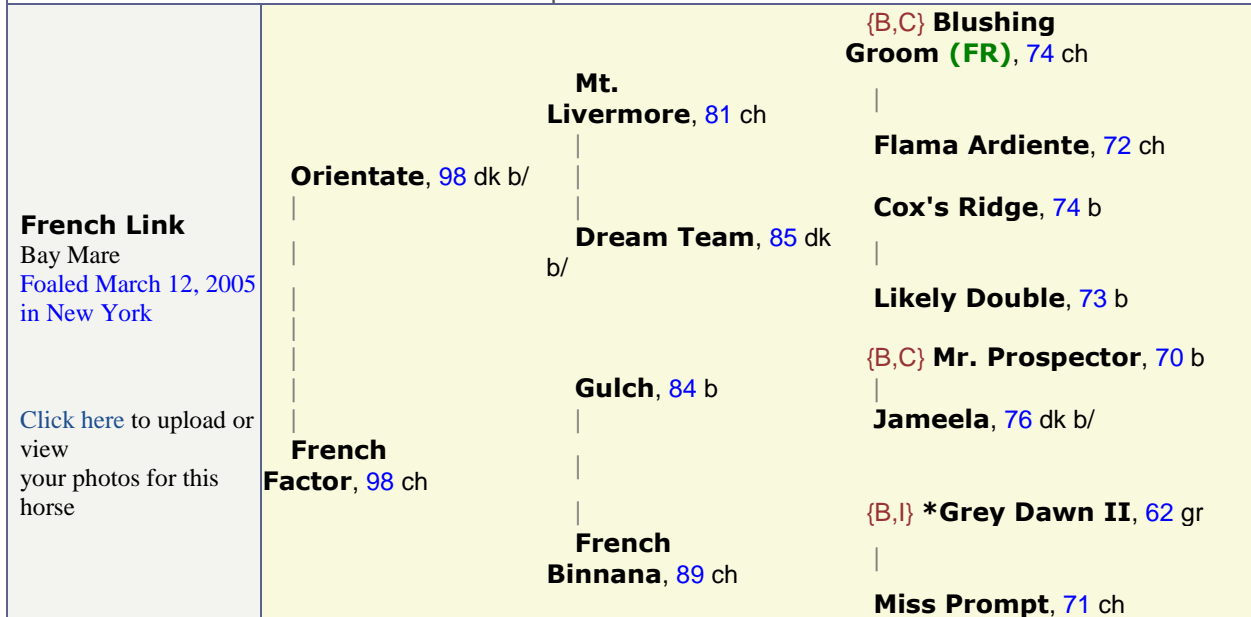 French Link
Bay Mare
Foaled March 12, 2005
in New York
Click here to upload or
view
your photos for this
horse
Orientate, 98 dk b/
French
Factor, 98 ch
Mt.
Livermore, 81 ch
Dream Team, 85 dk
b/
Gulch, 84 b
French
Binnana, 89 ch
{B,C} Blushing
Groom (FR), 74 ch
Flama Ardiente, 72 ch
Cox's Ridge, 74 b
Likely Double, 73 b
{B,C} Mr. Prospector, 70 b
Jameela, 76 dk b/
{B,I} *Grey Dawn II, 62 gr
Miss Prompt, 71 ch